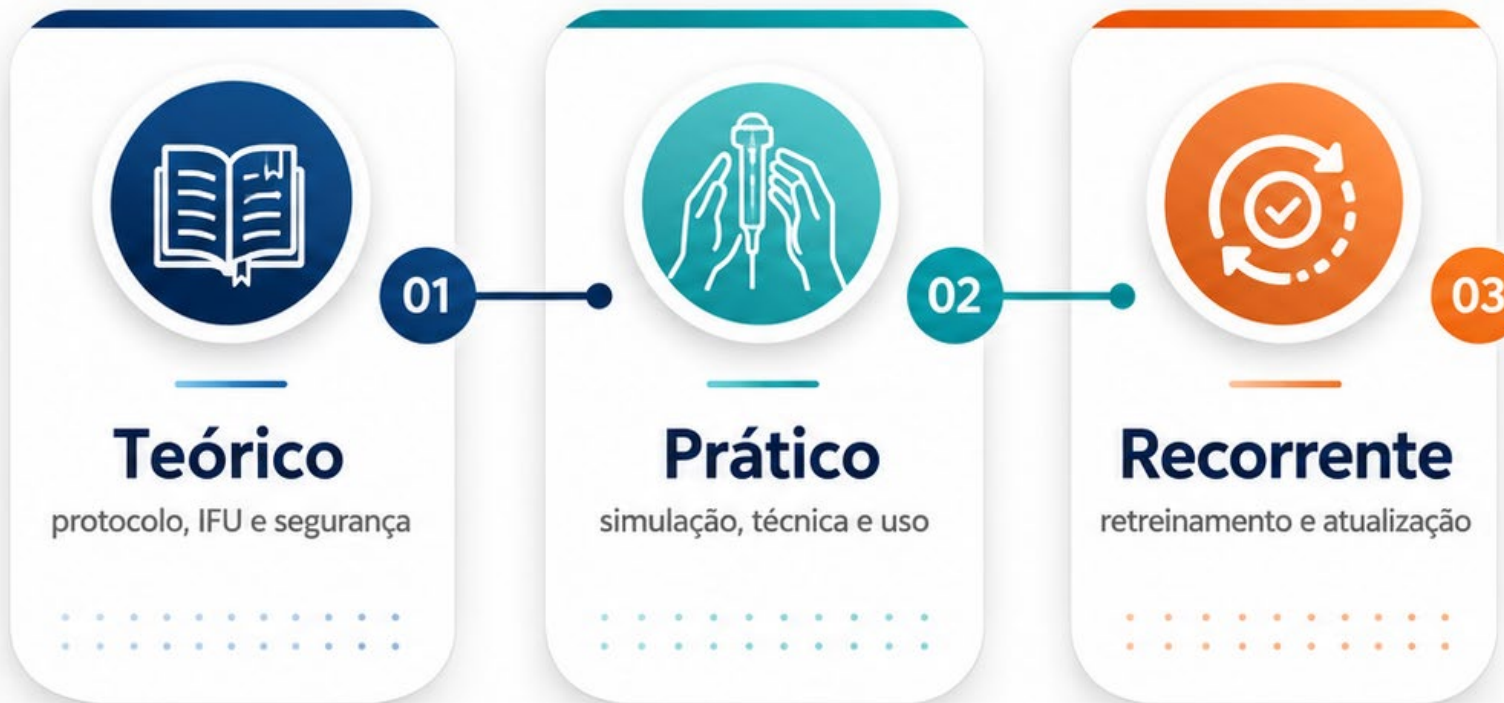 01
Teórico
protocolo, IFU e segurança
02
Prático
simulação, técnica e uso
03
Recorrente
retreinamento e atualização